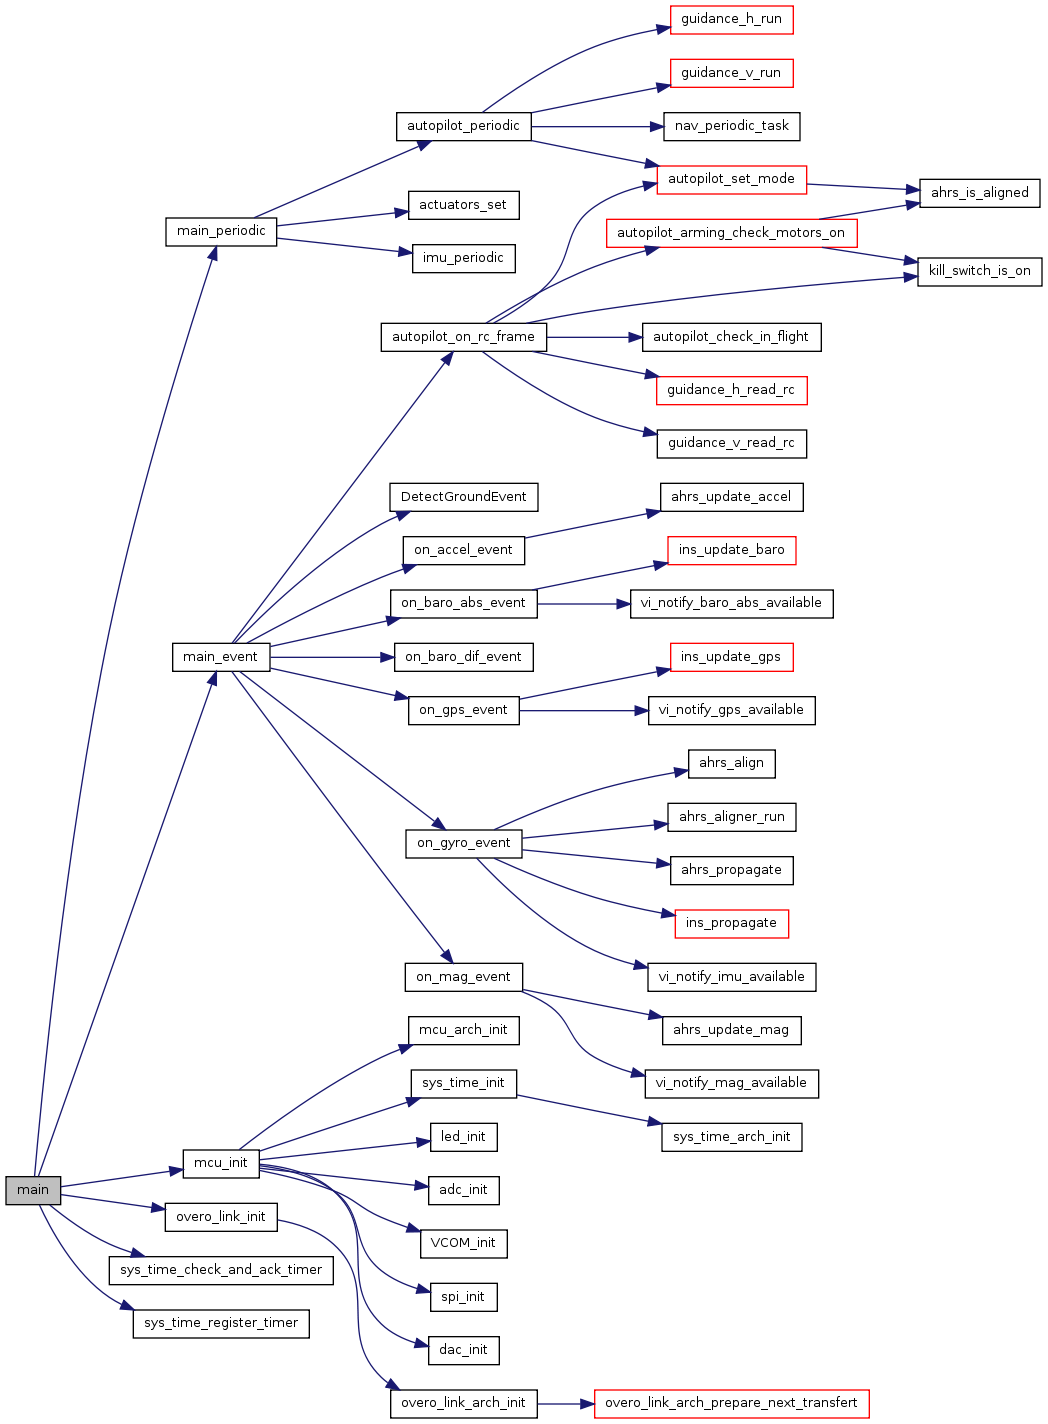 guidance_h_run
guidance_v_run
autopilot_periodic
nav_periodic_task
autopilot_set_mode
ahrs_is_aligned
actuators_set
main_periodic
autopilot_arming_check_motors_on
imu_periodic
kill_switch_is_on
autopilot_on_rc_frame
autopilot_check_in_flight
guidance_h_read_rc
guidance_v_read_rc
DetectGroundEvent
ahrs_update_accel
on_accel_event
ins_update_baro
on_baro_abs_event
vi_notify_baro_abs_available
main_event
on_baro_dif_event
ins_update_gps
on_gps_event
vi_notify_gps_available
ahrs_align
ahrs_aligner_run
on_gyro_event
ahrs_propagate
ins_propagate
on_mag_event
vi_notify_imu_available
mcu_arch_init
ahrs_update_mag
sys_time_init
vi_notify_mag_available
led_init
sys_time_arch_init
mcu_init
main
adc_init
overo_link_init
VCOM_init
sys_time_check_and_ack_timer
spi_init
sys_time_register_timer
dac_init
overo_link_arch_init
overo_link_arch_prepare_next_transfert